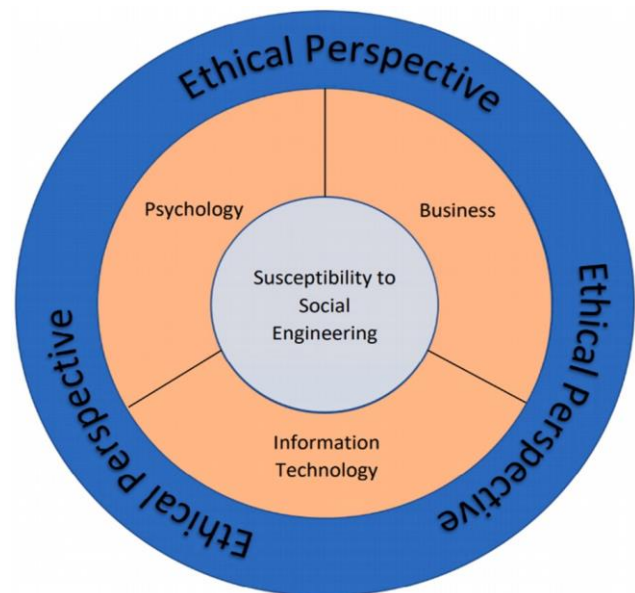 Ethical Perspective
Psychology
Business
Susceptibility to
Social
Engineering
Information
Technology
Ethical Perspective
Ethical Perspective